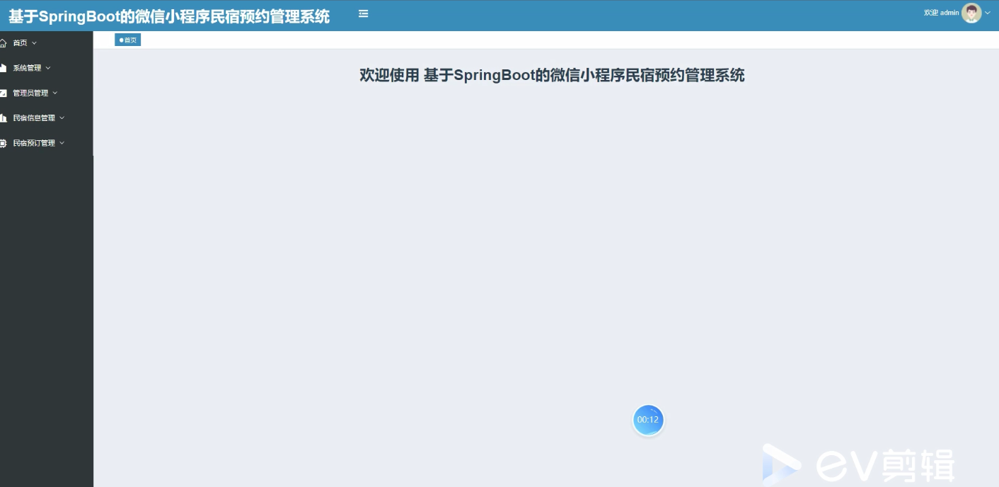 基于SpringBoot的微信小程序民宿预约管理系统
欢迎 admin
首页
首页
系统管理
管理员管理
民宿信息管理
民宿预订管理
欢迎使用 基于SpringBoot的微信小程序民宿预约管理系统
00:12
eV剪辑